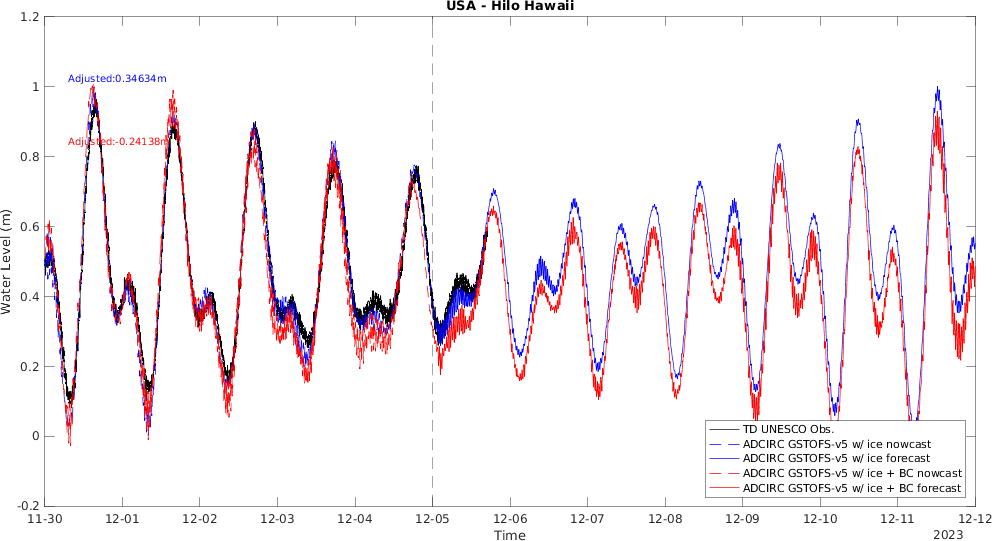 USA - Hilo Hawaii
1.2
1
0.8
0.6
0.4
0.2
0
-0.2
Water Level (m)
Adjusted:0.34634m
Adjusted:-0.24138m
TD UNESCO Obs.
ADCIRC GSTOFS-v5 w/ ice nowcast
ADCIRC GSTOFS-v5 w/ ice forecast
ADCIRC GSTOFS-v5 w/ ice + BC nowcast
ADCIRC GSTOFS-v5 w/ ice + BC forecast
11-30 12-01 12-02 12-03 12-04 12-05 12-06 12-07 12-08 12-09 12-10 12-11 12-12
Time
2023